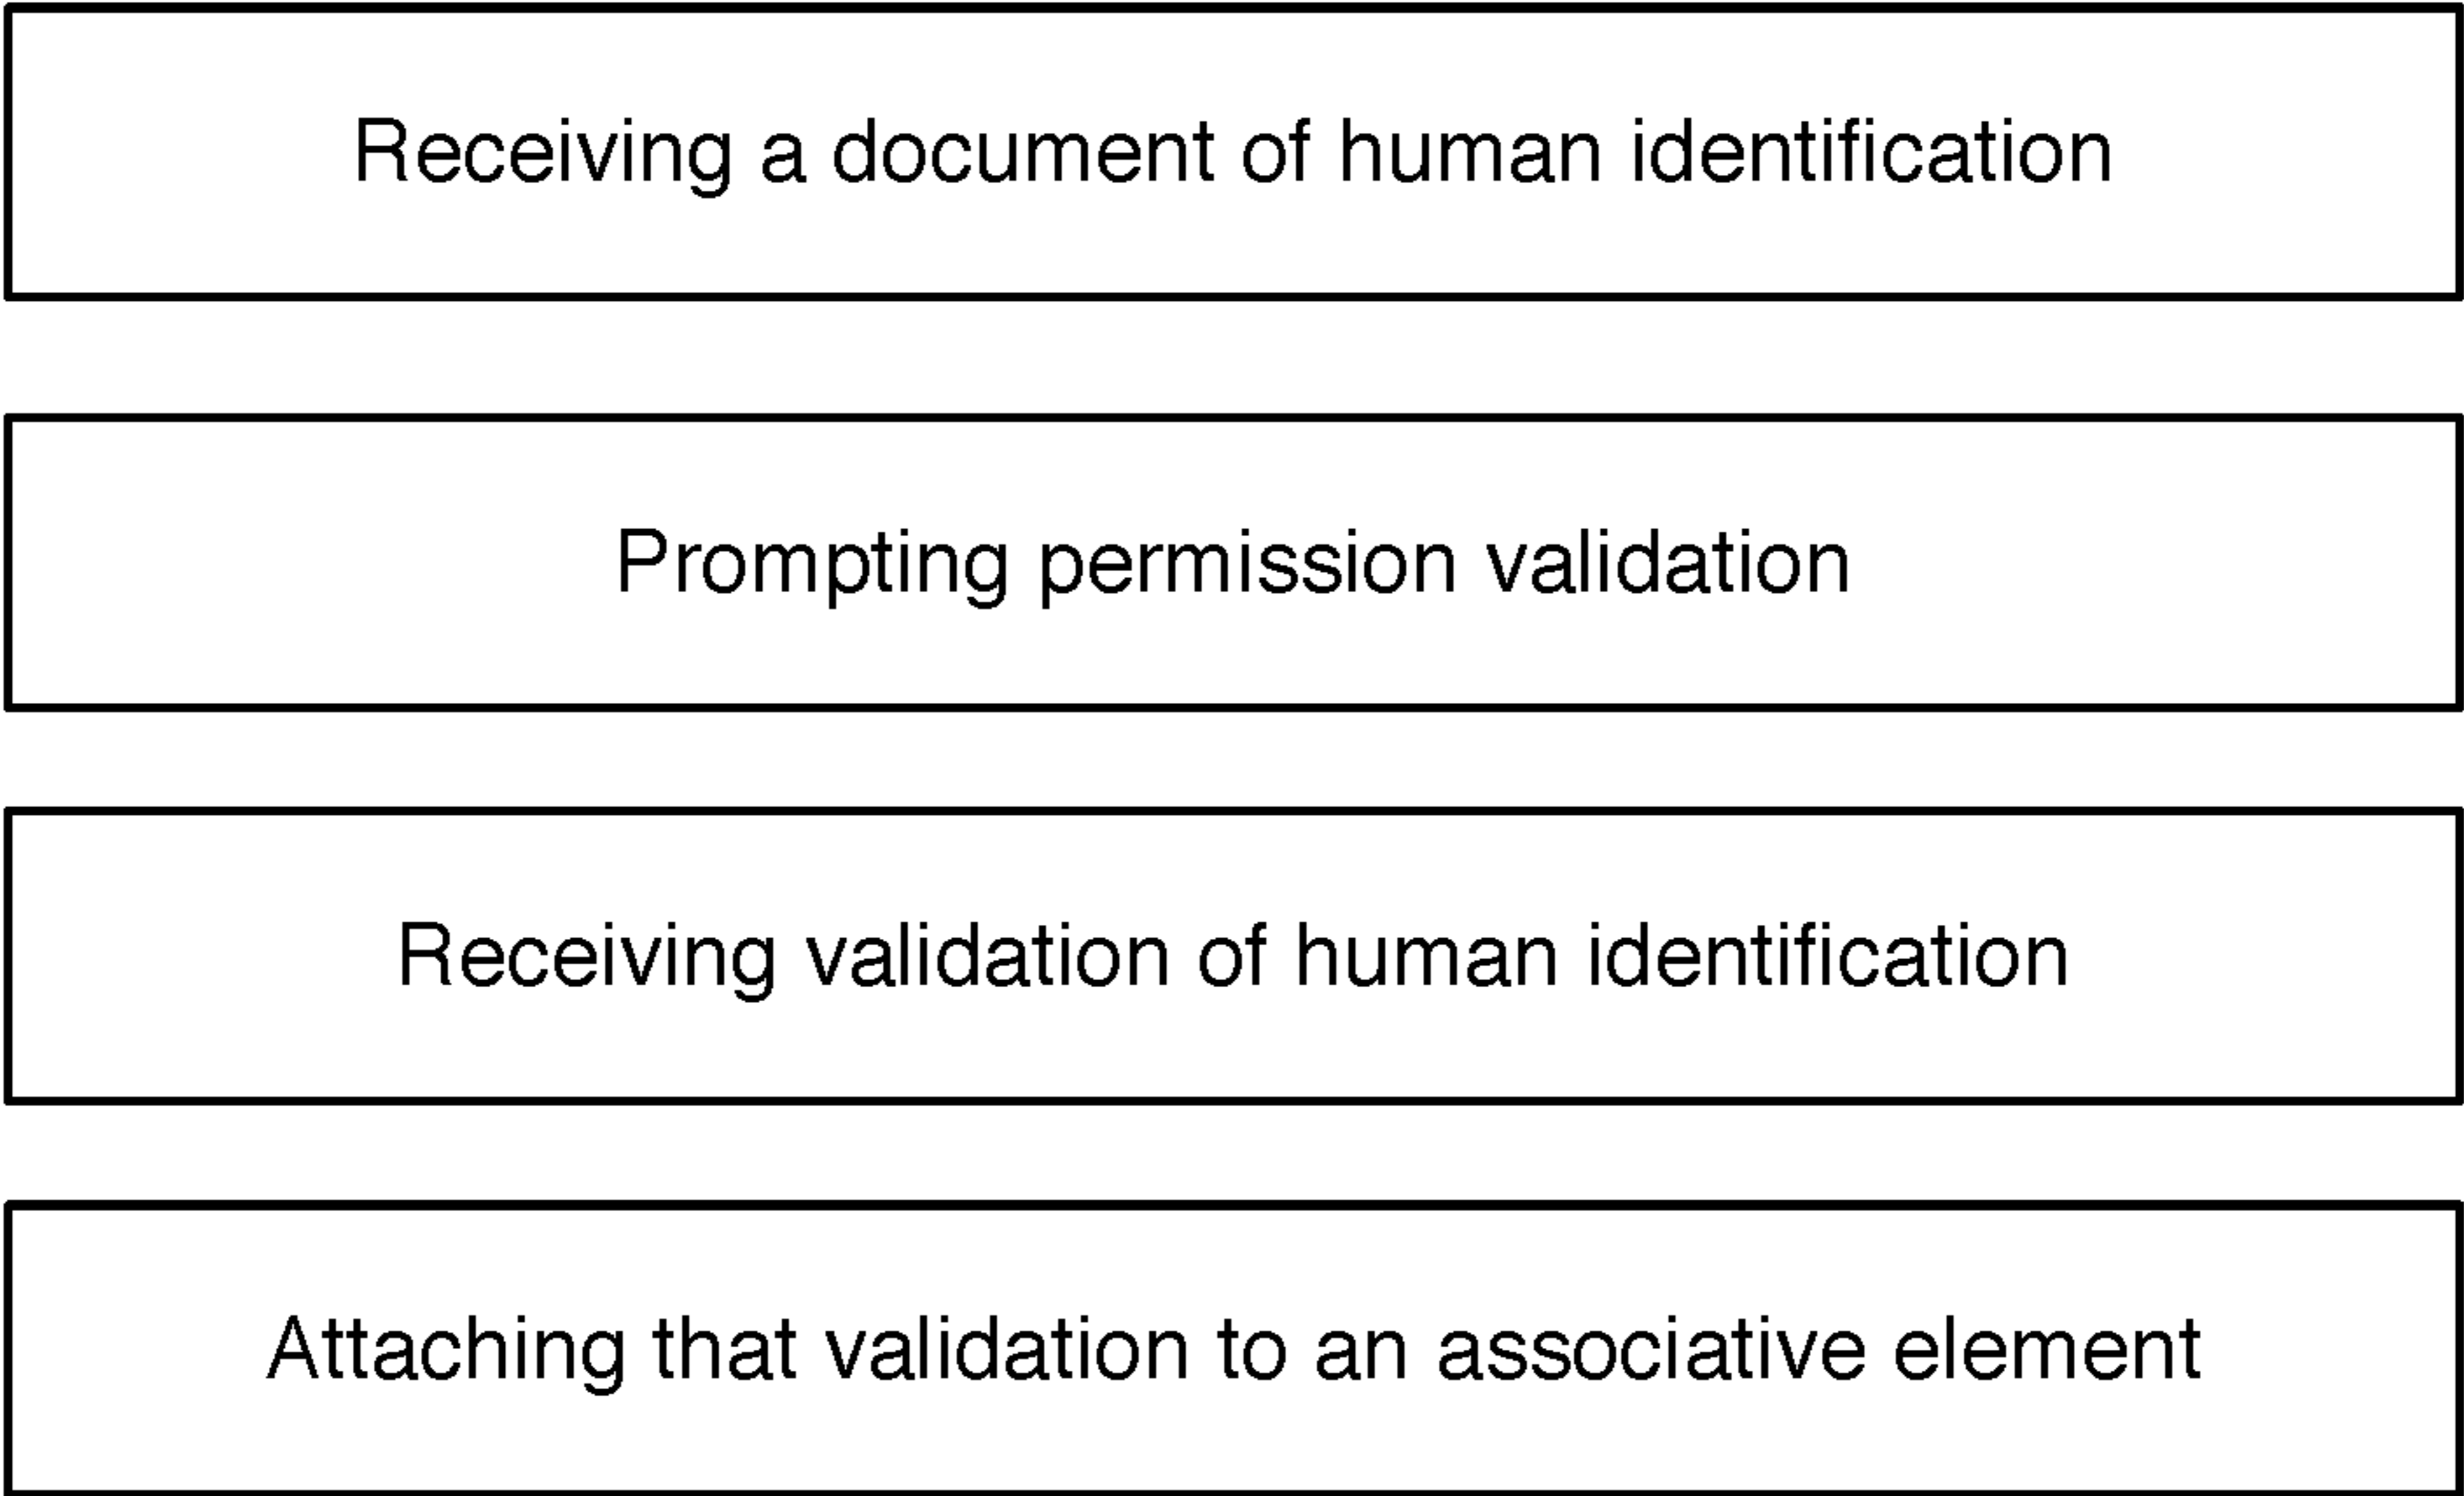 Receiving a document of human identification
Prompting permission validation
Receiving validation of human identification
Attaching that validation to an associative element